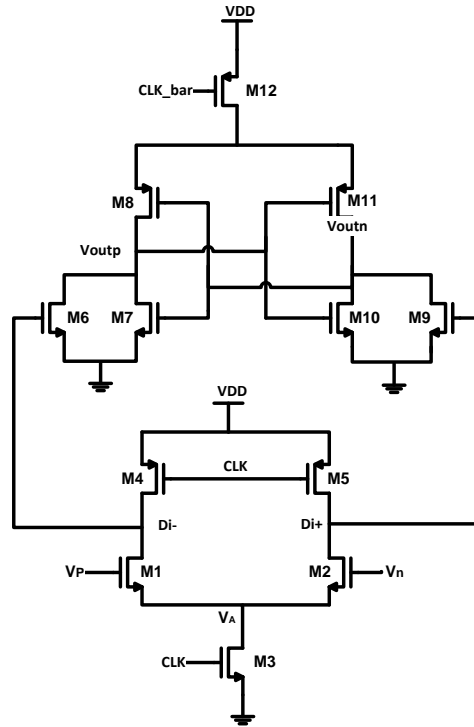 VDD
CLK_bar
M12
M8
M11
Voutn
Voutp
M6
M7
M10
M9
VDD
M4
CLK
M5
Di-
Di+
VP
M1
M2
Vn
VA
CLK
M3